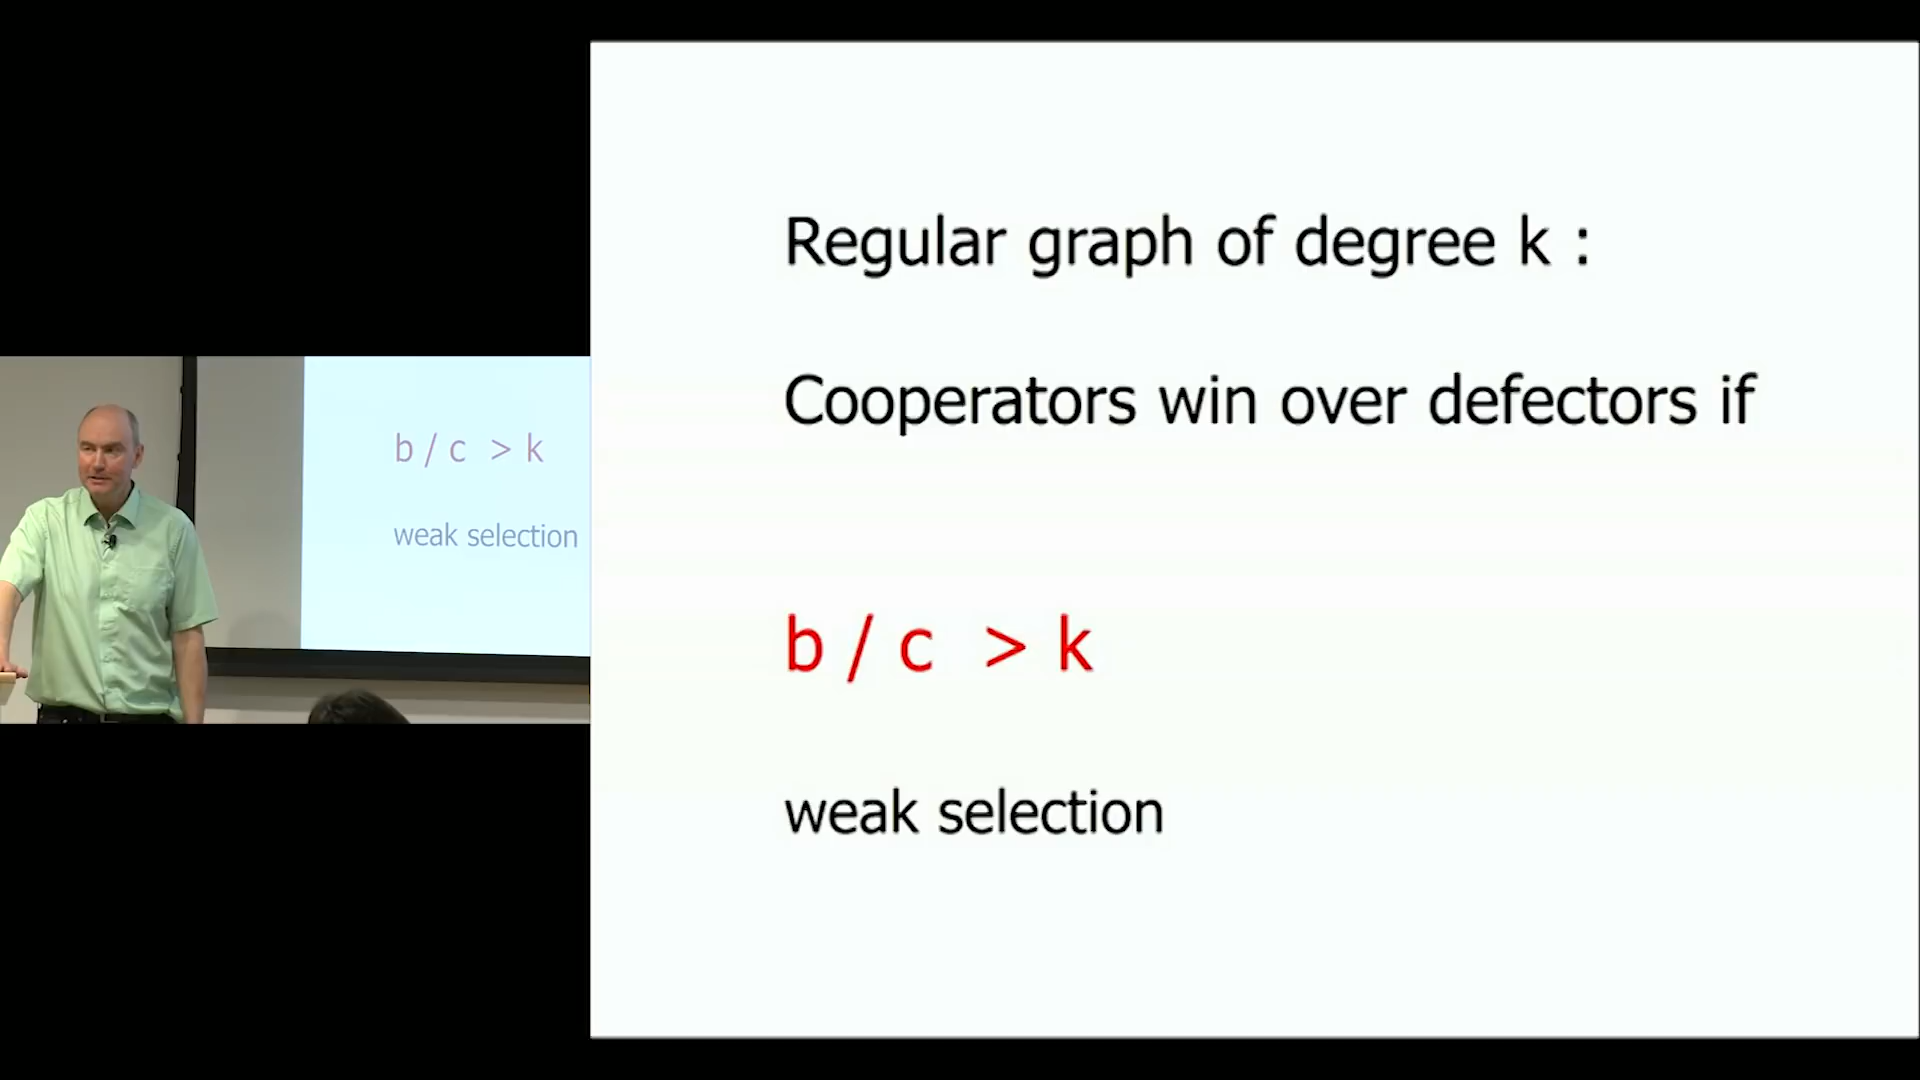 b / c > k
weak selection
Regular graph of degree k :
Cooperators win over defectors if
b / c > k
weak selection